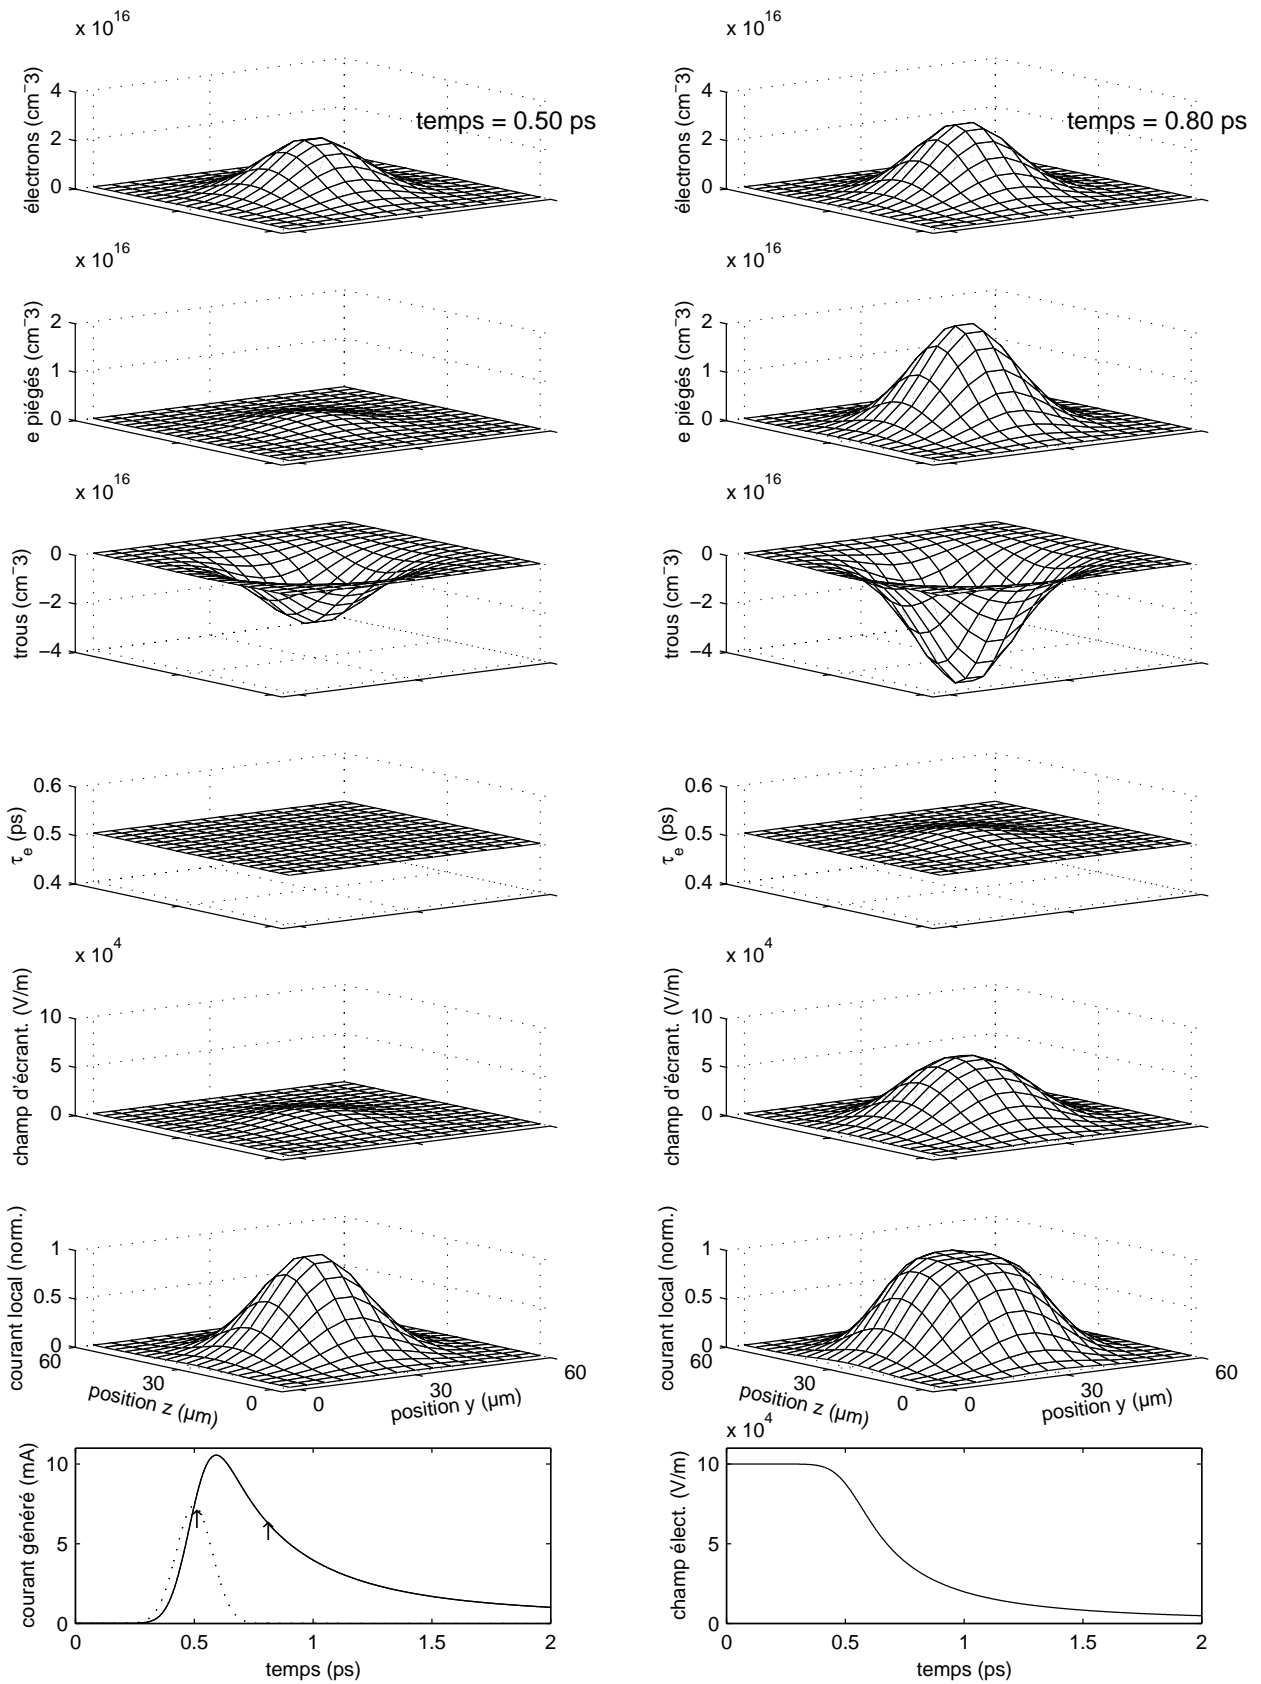 x 10^16
x 10^16
électrons (cm−3)
4
2
0
temps = 0.50 ps
électrons (cm−3)
4
2
0
temps = 0.80 ps
x 10^16
x 10^16
e piégés (cm−3)
2
1
0
e piégés (cm−3)
2
1
0
x 10^16
x 10^16
trous (cm−3)
0
−2
−4
trous (cm−3)
0
−2
−4
τe (ps)
0.6
0.5
0.4
τe (ps)
0.6
0.5
0.4
x 10^4
x 10^4
champ d'écrant. (V/m)
10
5
0
champ d'écrant. (V/m)
10
5
0
courant local (norm.)
1
0.5
0
60
30
0
position z (µm)
0
30
60
position y (µm)
courant local (norm.)
1
0.5
0
60
30
0
position z (µm)
0
30
60
position y (µm)
courant généré (mA)
10
5
0
0
0.5
1
1.5
2
temps (ps)
x 10^4
champ élect. (V/m)
10
5
0
0
0.5
1
1.5
2
temps (ps)